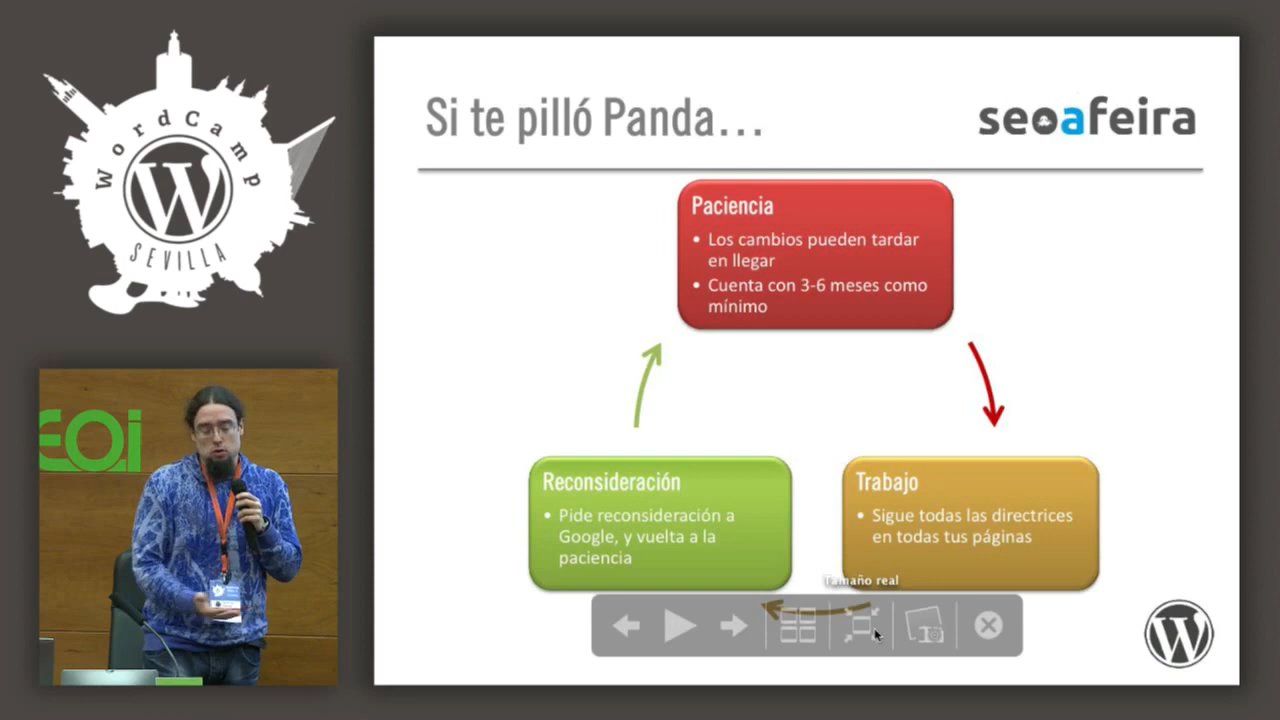 WordCamp
SEVILLA
EOi
Si te pilló Panda...
seoafeira
Paciencia
• Los cambios pueden tardar
en llegar
• Cuenta con 3-6 meses como
mínimo
Reconsideración
• Pide reconsideración a
Google, y vuelta a la
paciencia
Trabajo
• Sigue todas las directrices
en todas tus páginas
Tamaño real